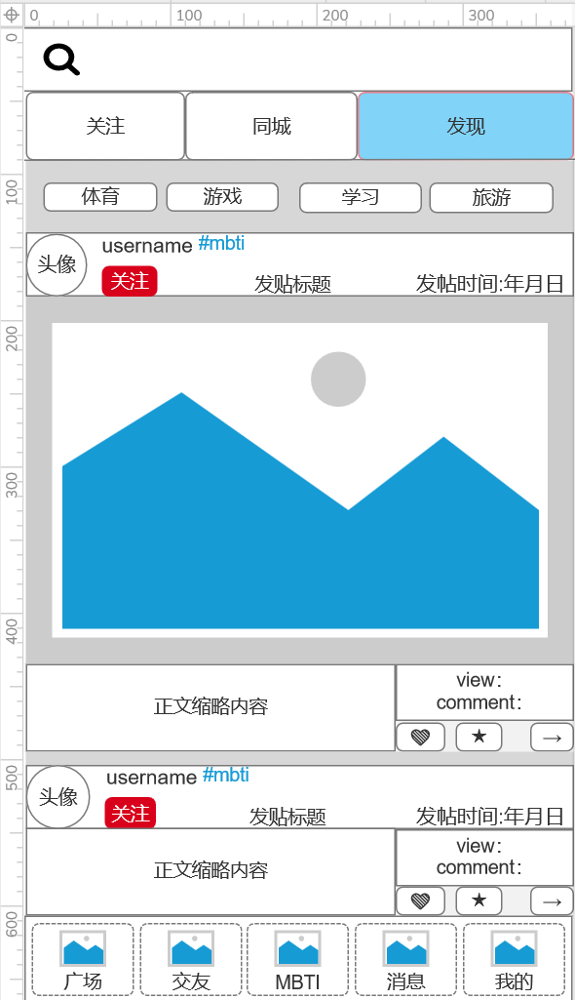 0 100 200 300
0
关注 同城 发现
100
体育 游戏 学习 旅游
头像 username #mbti
关注 发贴标题 发帖时间:年月日
200
300
400
正文缩略内容
view:
comment:
→
500
头像 username #mbti
关注 发贴标题 发帖时间:年月日
正文缩略内容
view:
comment:
→
600
广场 交友 MBTI 消息 我的